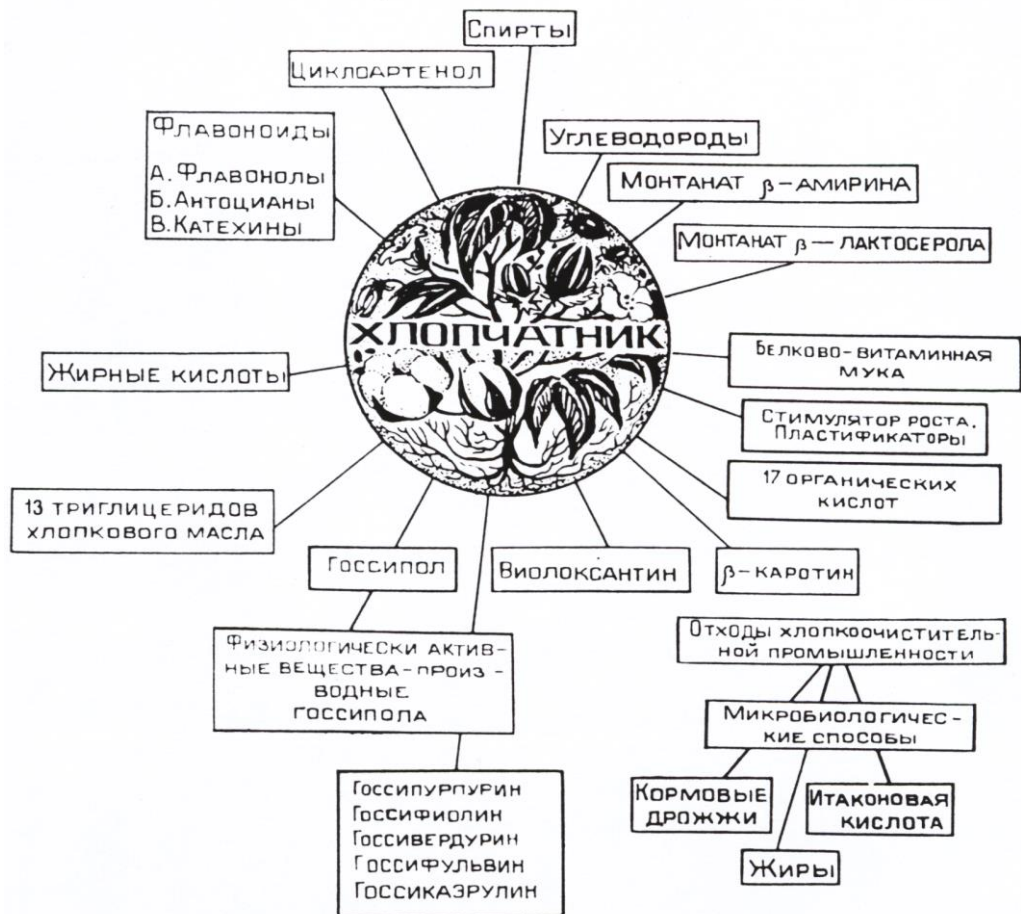 Спирты
Циклоартенол
Флавоноиды
А. Флавонолы
Б. Антоцианы
В. Катехины
Углеводороды
Монтанат β-амирина
Монтанат β — лактосерола
ХЛОПЧАТНИК
Жирные кислоты
Белково-витаминная
мука
Стимулятор роста.
Пластификаторы
17 органических
кислот
13 триглицеридов
хлопкового масла
Госсипол
Виолоксантин
β-каротин
Физиологически актив-
ные вещества-произ-
водные
госсипола
Отходы хлопкоочиститель-
ной промышленности
Микробиологичес-
кие способы
Кормовые
дрожжи
Итаконовая
кислота
Жиры
Госсипурпурин
Госсифиолин
Госсивердурин
Госсифульвин
Госсиказрулин